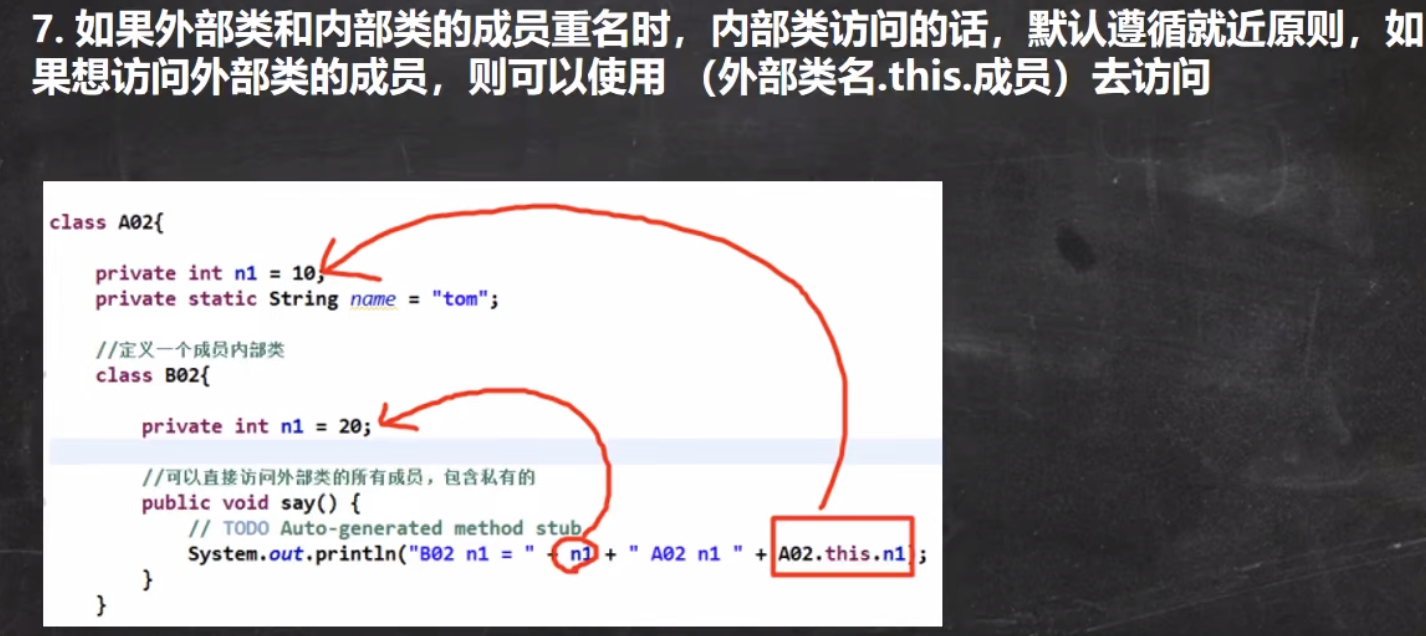 7. 如果外部类和内部类的成员重名时，内部类访问的话，默认遵循就近原则，如
果想访问外部类的成员，则可以使用 （外部类名.this.成员）去访问
class A02{
private int n1 = 10;
private static String name = "tom";
//定义一个成员内部类
class B02{
private int n1 = 20;
//可以直接访问外部类的所有成员，包含私有的
public void say() {
// TODO Auto-generated method stub
System.out.println("B02 n1 = " + n1 + " A02 n1 " + A02.this.n1);
}
}